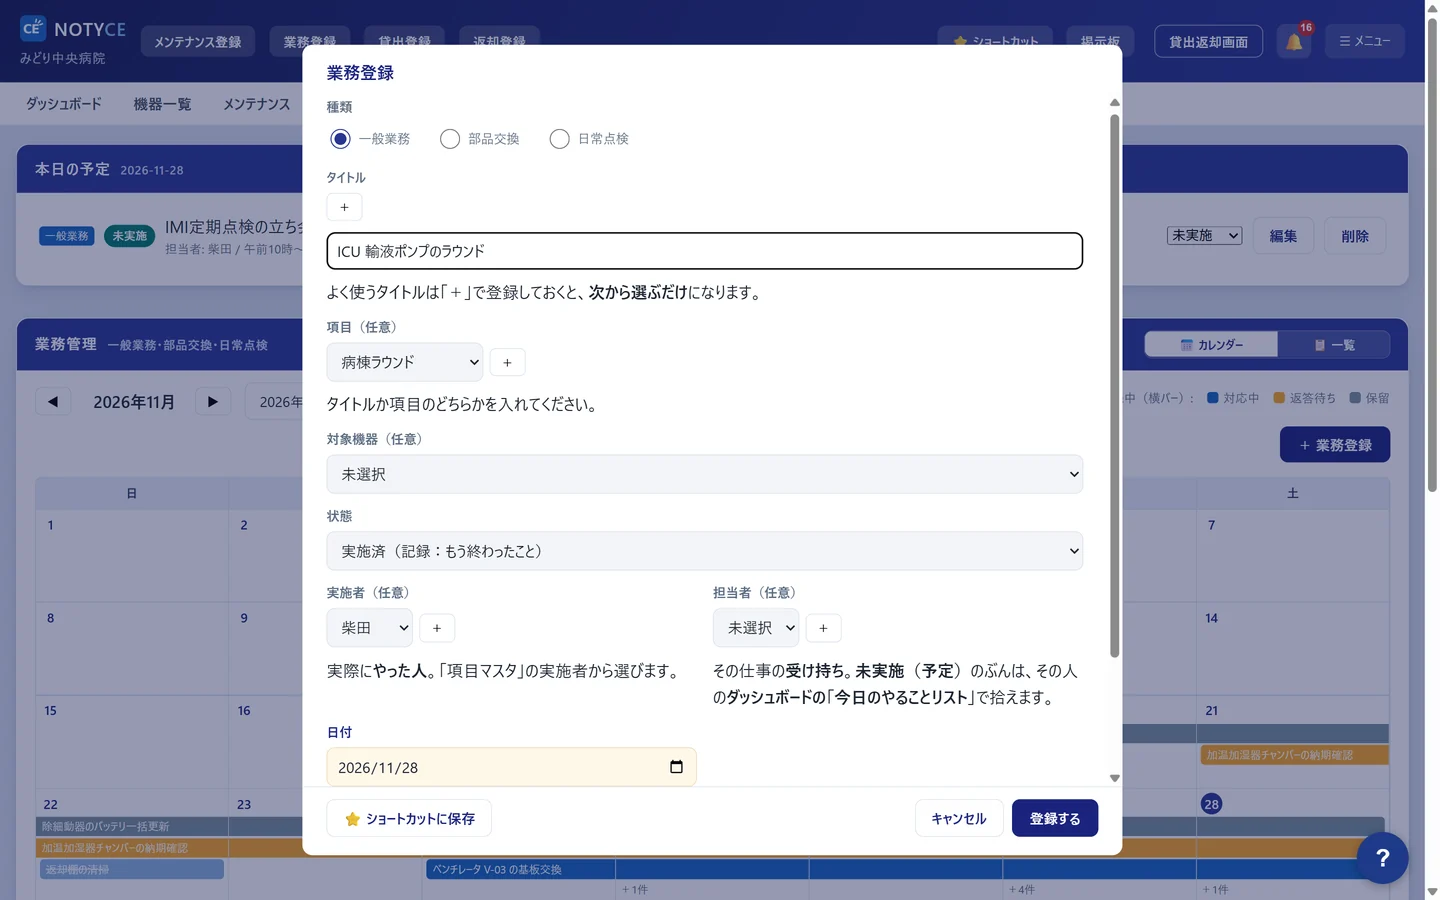 CE NOTYCE
みどり中央病院
メンテナンス登録
業務登録
貸出登録
返却登録
ショートカット
掲示板
貸出返却画面
16
☰ メニュー
ダッシュボード
機器一覧
メンテナンス
本日の予定 2026-11-28
一般業務
未実施
IMI定期点検の立ち会
担当者: 柴田 / 午前10時〜
未実施
編集
削除
業務管理 一般業務・部品交換・日常点検
カレンダー
一覧
◀ 2026年11月 ▶
2026年
中（横バー）:
対応中
返答待ち
保留
＋ 業務登録
日
土
1
2
7
8
9
14
15
16
21
加温加湿器チャンバーの納期確認
22
23
28
除細動器のバッテリ一括更新
加温加湿器チャンバーの納期確認
返却棚の清掃
ベンチレータ V-03 の基板交換
+1件
+4件
+1件
業務登録
種類
一般業務
部品交換
日常点検
タイトル
+
ICU 輸液ポンプのラウンド
よく使うタイトルは「＋」で登録しておくと、次から選ぶだけになります。
項目（任意）
病棟ラウンド
+
タイトルか項目のどちらかを入れてください。
対象機器（任意）
未選択
状態
実施済（記録：もう終わったこと）
実施者（任意）
柴田
+
実際にやった人。「項目マスタ」の実施者から選びます。
担当者（任意）
未選択
+
その仕事の受け持ち。未実施（予定）のぶんは、その人
のダッシュボードの「今日のやることリスト」で拾えます。
日付
2026/11/28
ショートカットに保存
キャンセル
登録する
?